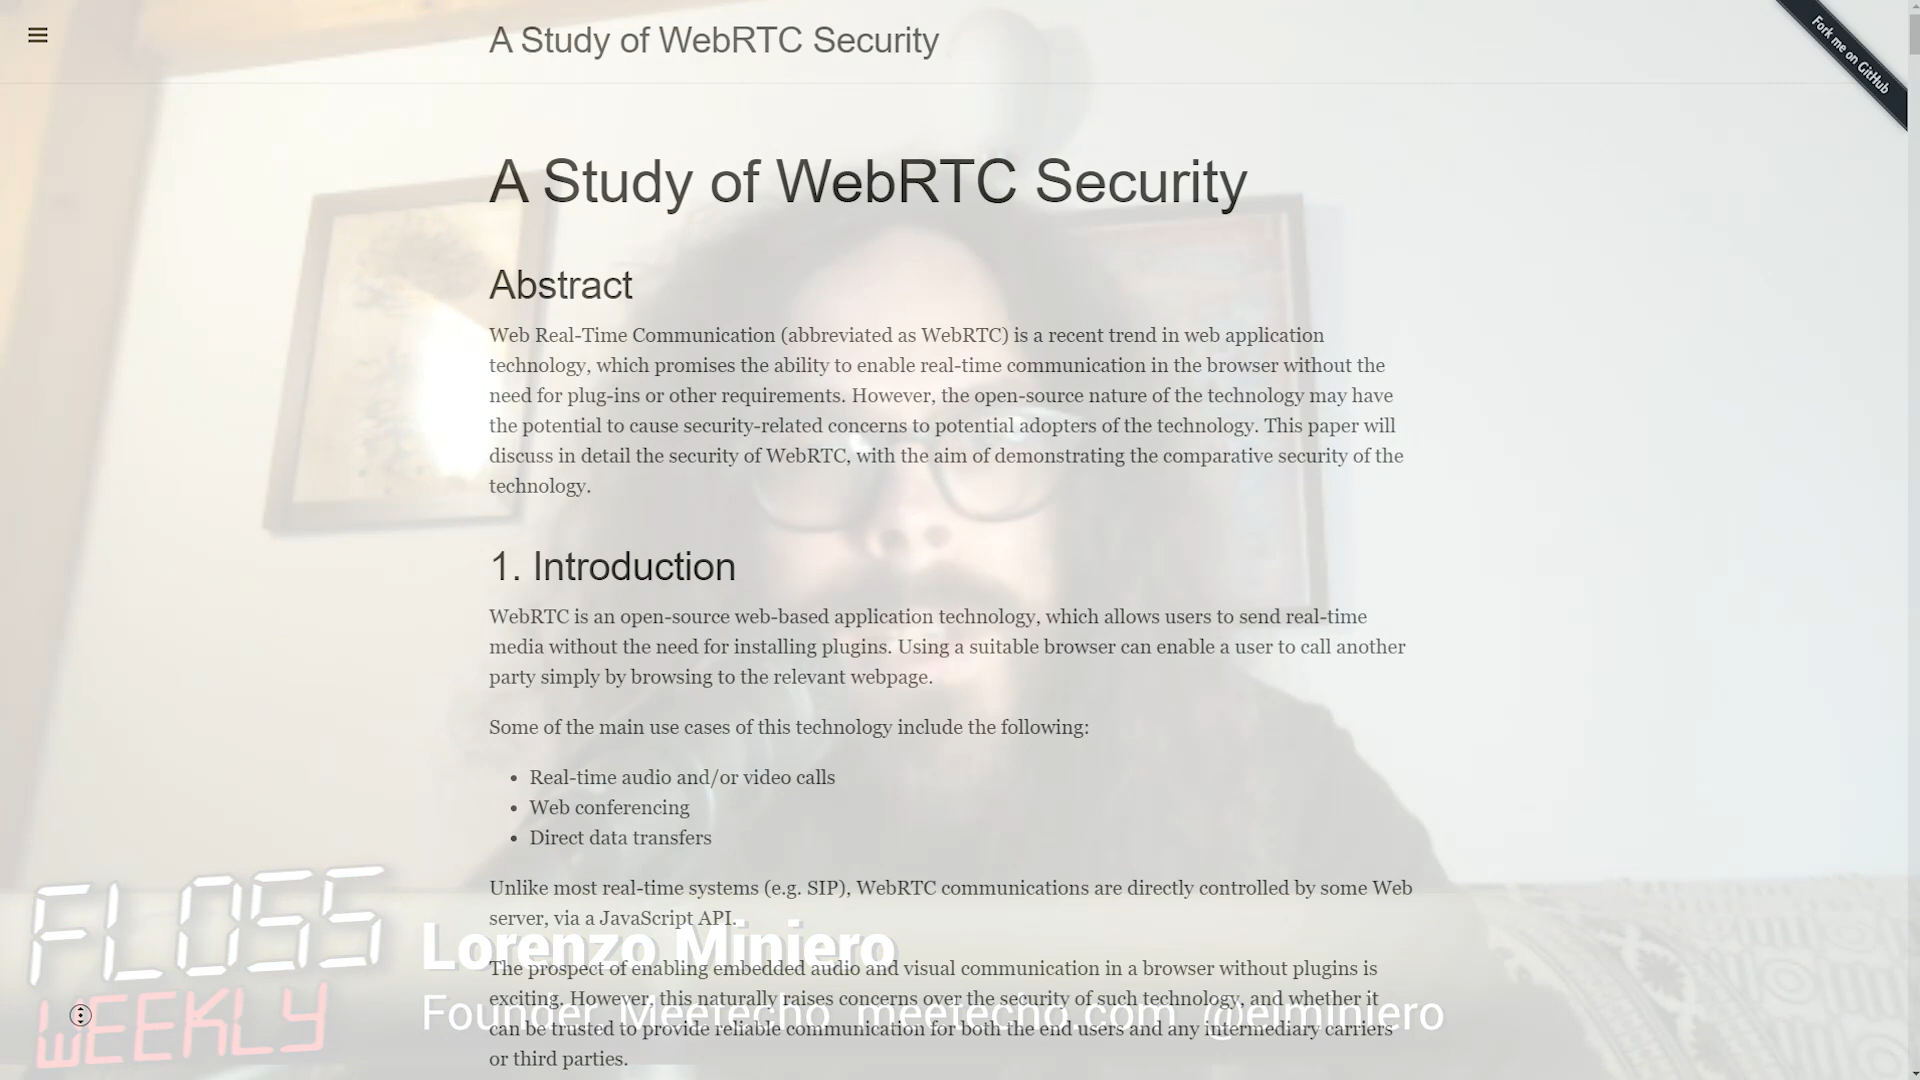 A Study of WebRTC Security
Fork me on GitHub
A Study of WebRTC Security
Abstract
Web Real-Time Communication (abbreviated as WebRTC) is a recent trend in web application
technology, which promises the ability to enable real-time communication in the browser without the
need for plug-ins or other requirements. However, the open-source nature of the technology may have
the potential to cause security-related concerns to potential adopters of the technology. This paper will
discuss in detail the security of WebRTC, with the aim of demonstrating the comparative security of the
technology.
1. Introduction
WebRTC is an open-source web-based application technology, which allows users to send real-time
media without the need for installing plugins. Using a suitable browser can enable a user to call another
party simply by browsing to the relevant webpage.
Some of the main use cases of this technology include the following:
• Real-time audio and/or video calls
• Web conferencing
• Direct data transfers
Unlike most real-time systems (e.g. SIP), WebRTC communications are directly controlled by some Web
server, via a JavaScript API.
The prospect of enabling embedded audio and visual communication in a browser without plugins is
exciting. However, this naturally raises concerns over the security of such technology, and whether it
can be trusted to provide reliable communication for both the end users and any intermediary carriers
or third parties.
FLOSS
WEEKLY
Lorenzo Miniero
Founder, Meetecho, meetecho.com, @elminiero